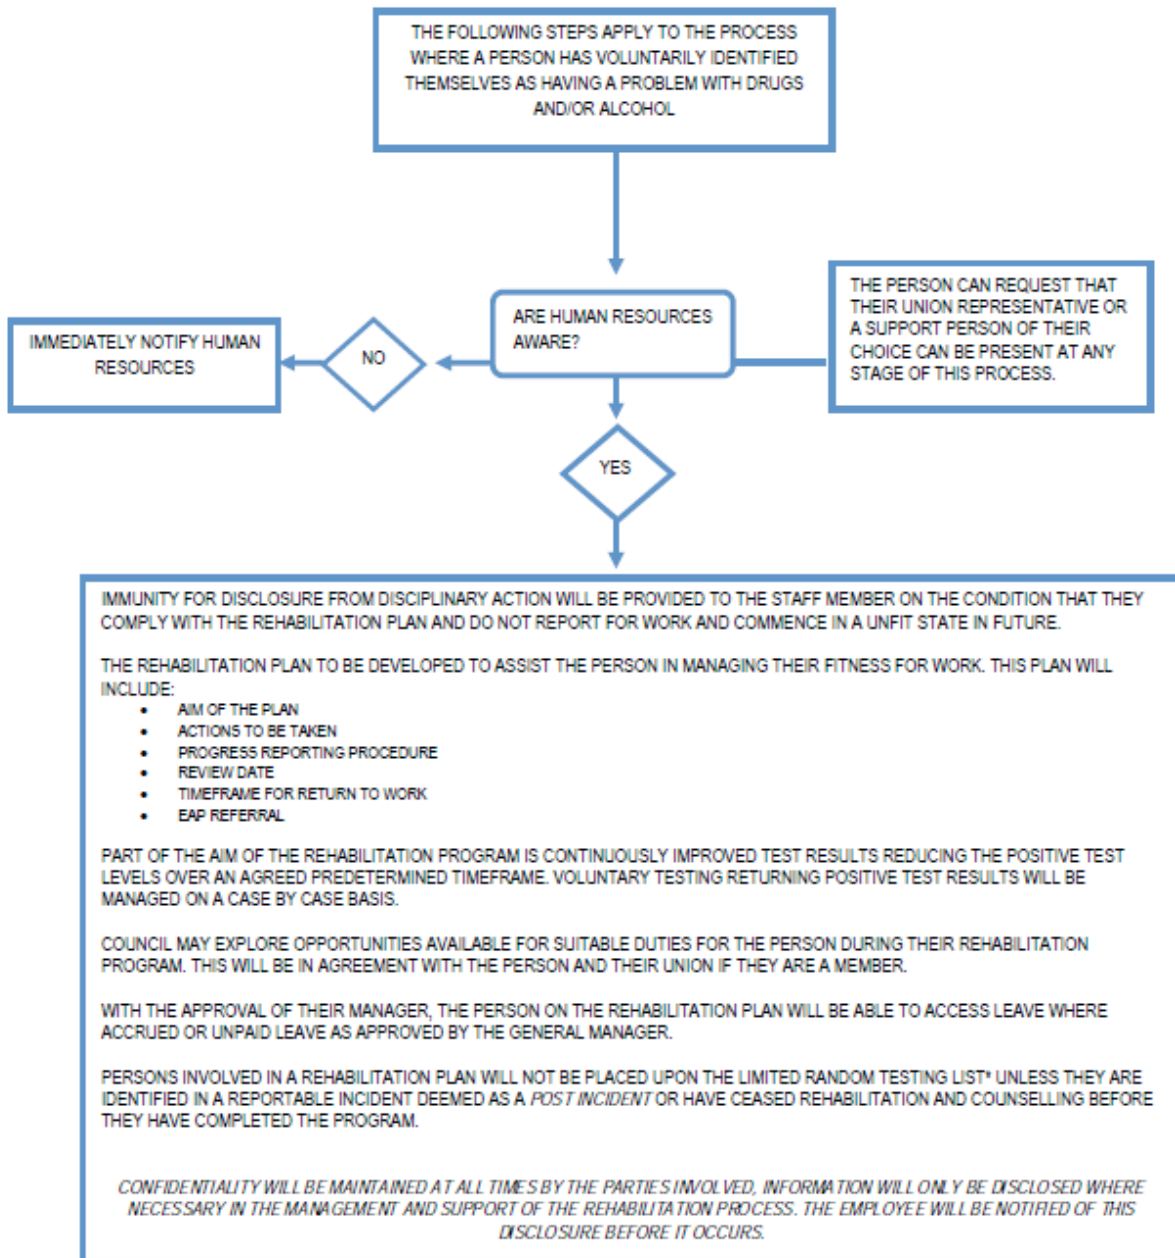 THE FOLLOWING STEPS APPLY TO THE PROCESS
WHERE A PERSON HAS VOLUNTARILY IDENTIFIED
THEMSELVES AS HAVING A PROBLEM WITH DRUGS
AND/OR ALCOHOL
ARE HUMAN RESOURCES
AWARE?
THE PERSON CAN REQUEST THAT
THEIR UNION REPRESENTATIVE OR
A SUPPORT PERSON OF THEIR
CHOICE CAN BE PRESENT AT ANY
STAGE OF THIS PROCESS.
NO
IMMEDIATELY NOTIFY HUMAN
RESOURCES
YES
IMMUNITY FOR DISCLOSURE FROM DISCIPLINARY ACTION WILL BE PROVIDED TO THE STAFF MEMBER ON THE CONDITION THAT THEY
COMPLY WITH THE REHABILITATION PLAN AND DO NOT REPORT FOR WORK AND COMMENCE IN A UNFIT STATE IN FUTURE.
THE REHABILITATION PLAN TO BE DEVELOPED TO ASSIST THE PERSON IN MANAGING THEIR FITNESS FOR WORK. THIS PLAN WILL
INCLUDE:
• AIM OF THE PLAN
• ACTIONS TO BE TAKEN
• PROGRESS REPORTING PROCEDURE
• REVIEW DATE
• TIMEFRAME FOR RETURN TO WORK
• EAP REFERRAL
PART OF THE AIM OF THE REHABILITATION PROGRAM IS CONTINUOUSLY IMPROVED TEST RESULTS REDUCING THE POSITIVE TEST
LEVELS OVER AN AGREED PREDETERMINED TIMEFRAME. VOLUNTARY TESTING RETURNING POSITIVE TEST RESULTS WILL BE
MANAGED ON A CASE BY CASE BASIS.
COUNCIL MAY EXPLORE OPPORTUNITIES AVAILABLE FOR SUITABLE DUTIES FOR THE PERSON DURING THEIR REHABILITATION
PROGRAM. THIS WILL BE IN AGREEMENT WITH THE PERSON AND THEIR UNION IF THEY ARE A MEMBER.
WITH THE APPROVAL OF THEIR MANAGER, THE PERSON ON THE REHABILITATION PLAN WILL BE ABLE TO ACCESS LEAVE WHERE
ACCRUED OR UNPAID LEAVE AS APPROVED BY THE GENERAL MANAGER.
PERSONS INVOLVED IN A REHABILITATION PLAN WILL NOT BE PLACED UPON THE LIMITED RANDOM TESTING LIST* UNLESS THEY ARE
IDENTIFIED IN A REPORTABLE INCIDENT DEEMED AS A POST INCIDENT OR HAVE CEASED REHABILITATION AND COUNSELLING BEFORE
THEY HAVE COMPLETED THE PROGRAM.
CONFIDENTIALITY WILL BE MAINTAINED AT ALL TIMES BY THE PARTIES INVOLVED, INFORMATION WILL ONLY BE DISCLOSED WHERE
NECESSARY IN THE MANAGEMENT AND SUPPORT OF THE REHABILITATION PROCESS. THE EMPLOYEE WILL BE NOTIFIED OF THIS
DISCLOSURE BEFORE IT OCCURS.